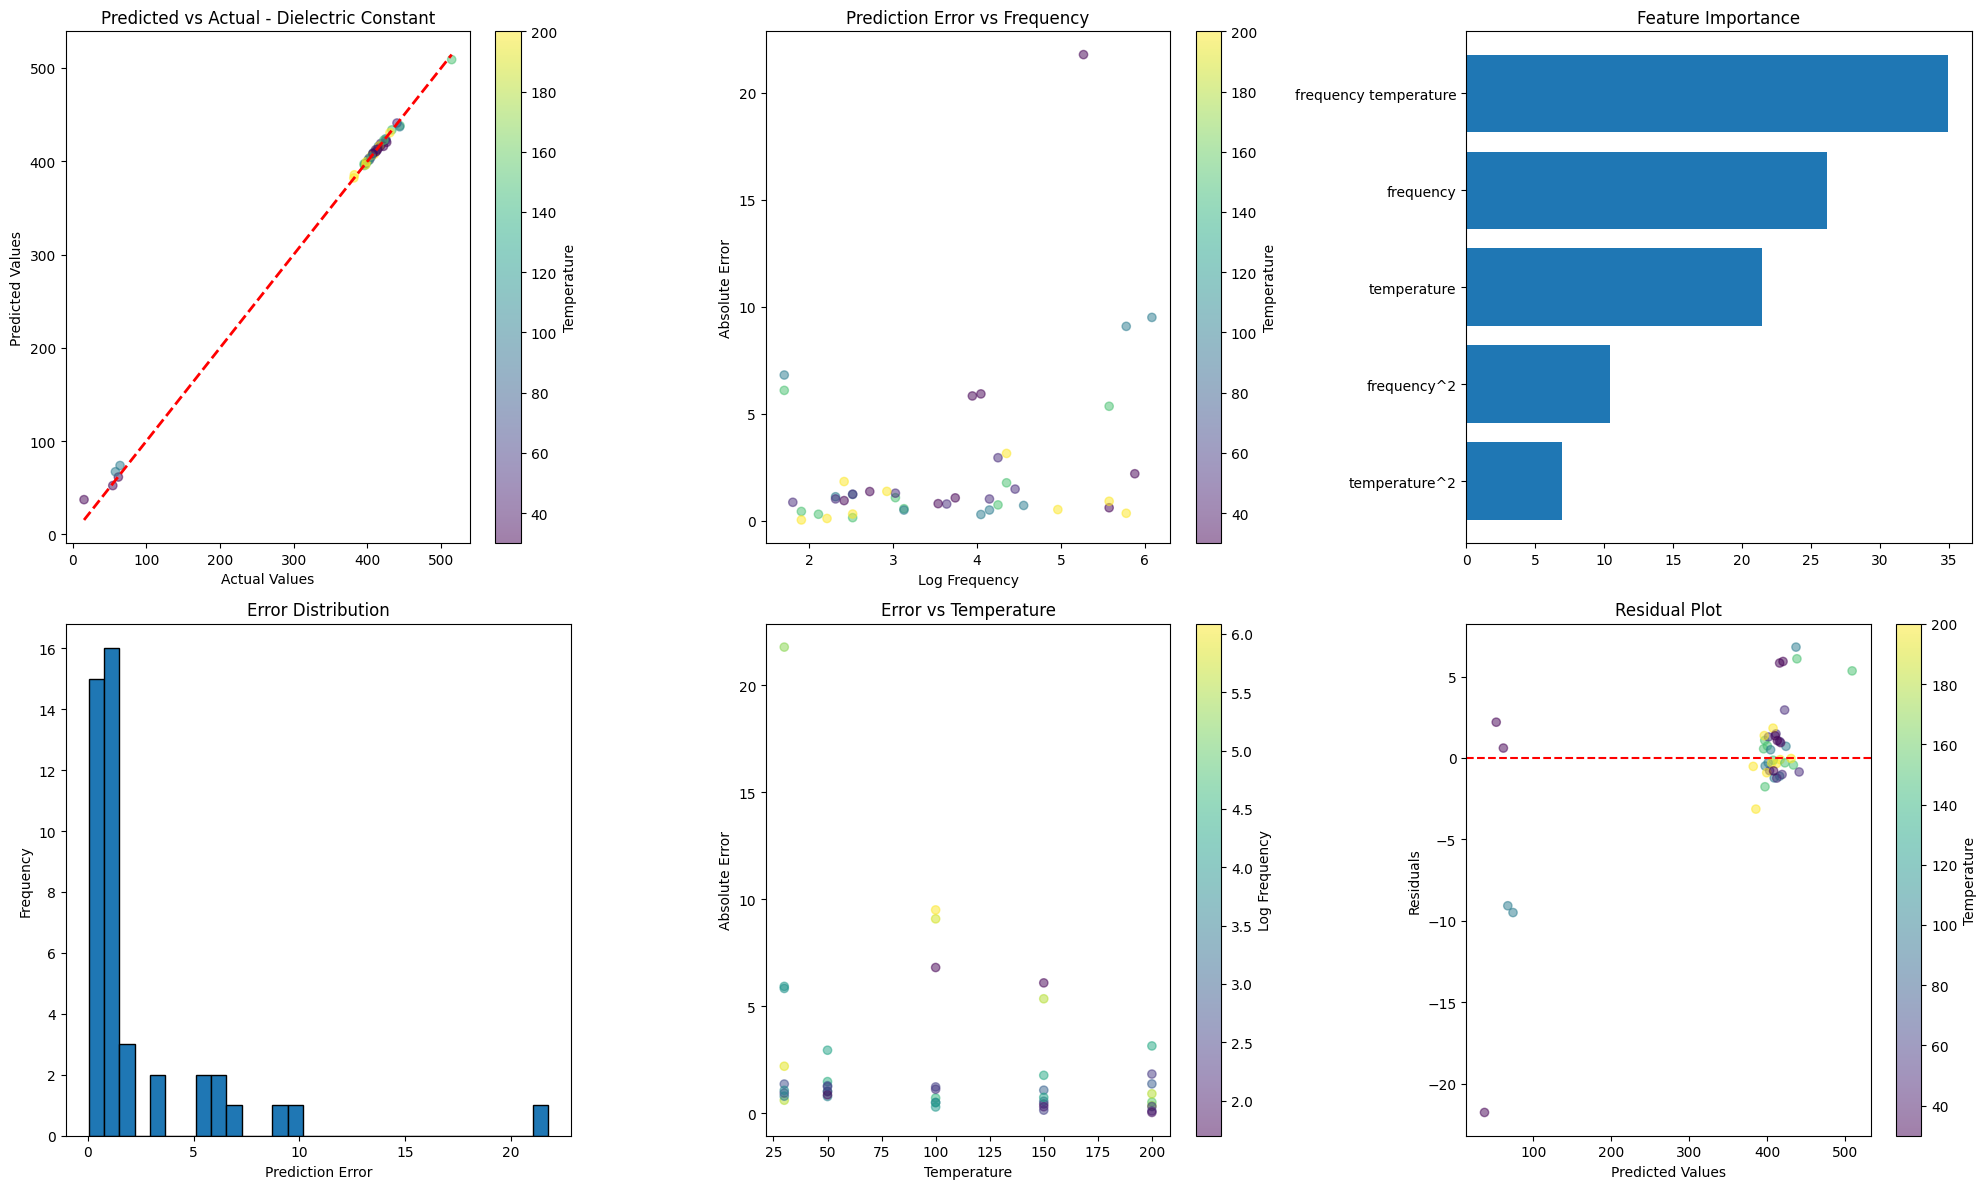 Predicted vs Actual - Dielectric Constant
Predicted Values
500
400
300
200
100
0
0 100 200 300 400 500
Actual Values
200
180
160
140
120
100
80
60
40
Temperature
Prediction Error vs Frequency
Absolute Error
20
15
10
5
0
2 3 4 5 6
Log Frequency
200
180
160
140
120
100
80
60
40
Temperature
Feature Importance
frequency temperature
frequency
temperature
frequency^2
temperature^2
0 5 10 15 20 25 30 35
Error Distribution
Frequency
16
14
12
10
8
6
4
2
0
0 5 10 15 20
Prediction Error
Error vs Temperature
Absolute Error
20
15
10
5
0
25 50 75 100 125 150 175 200
Temperature
6.0
5.5
5.0
4.5
4.0
3.5
3.0
2.5
2.0
Log Frequency
Residual Plot
Residuals
5
0
−5
−10
−15
−20
100 200 300 400 500
Predicted Values
200
180
160
140
120
100
80
60
40
Temperature